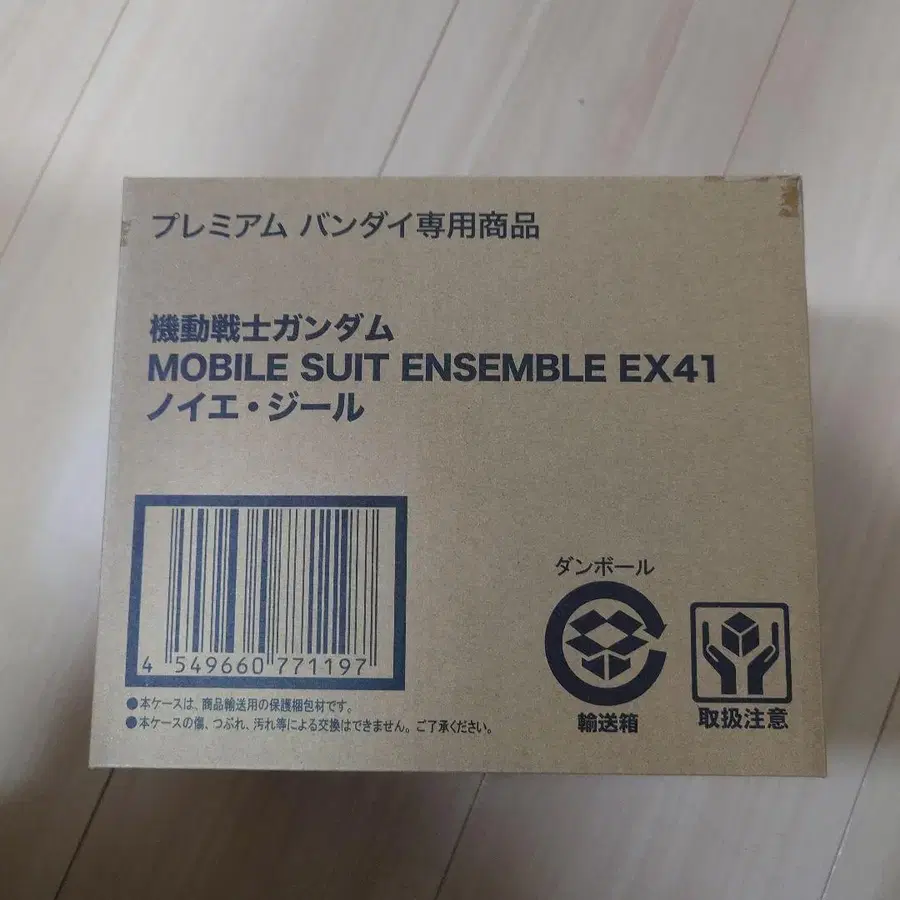 プレミアム バンダイ専用商品
機動戦士ガンダム
MOBILE SUIT ENSEMBLE EX41
ノイエ・ジール
4 549660 771197
●本ケースは、商品輸送用の保護梱包材です。
●本ケースの傷、つぶれ、汚れ等による交換はできません。ご了承ください。
ダンボール
輸送箱
取扱注意